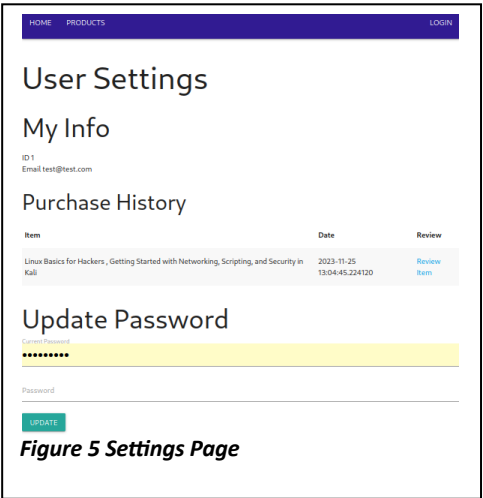 HOME PRODUCTS LOGIN
User Settings
My Info
ID 1
Email test@test.com
Purchase History
Item Date Review
Linux Basics for Hackers , Getting Started with Networking, Scripting, and Security in 2023-11-25 Review
Kali 13:04:45.224120 Item
Update Password
Current Password
•••••••••
Password
UPDATE
Figure 5 Settings Page